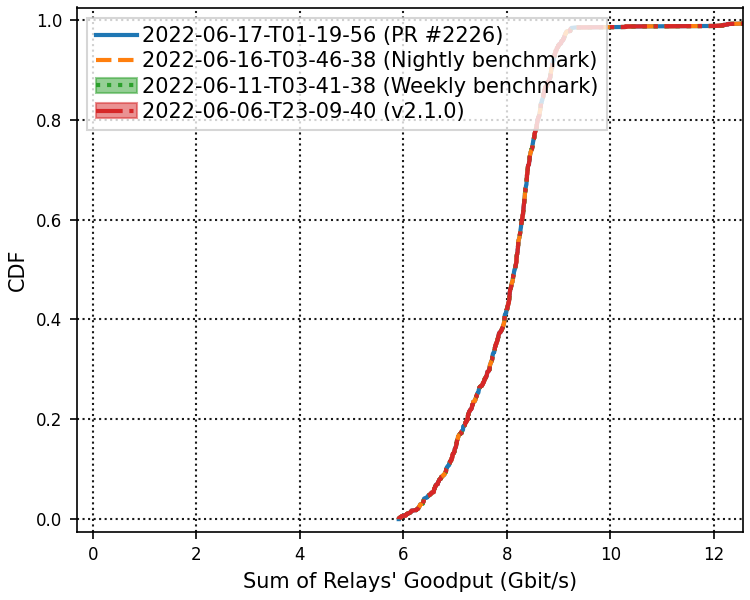 1.0
0.8
0.6
0.4
0.2
0.0
CDF
2022-06-17-T01-19-56 (PR #2226)
2022-06-16-T03-46-38 (Nightly benchmark)
2022-06-11-T03-41-38 (Weekly benchmark)
2022-06-06-T23-09-40 (v2.1.0)
0 2 4 6 8 10 12
Sum of Relays' Goodput (Gbit/s)